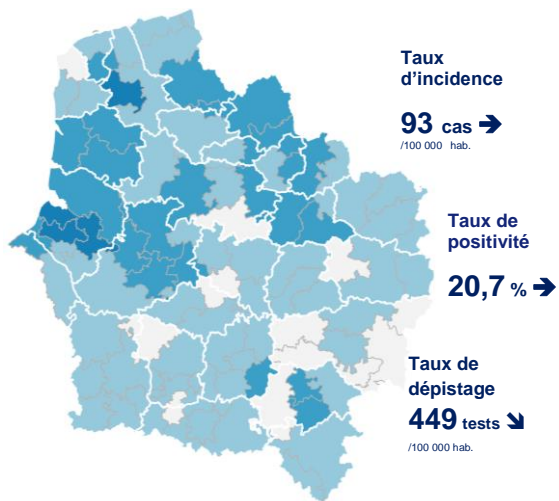 Taux
d'incidence
93 cas ➔
/100 000 hab.
Taux de
positivité
20,7 % ➔
Taux de
dépistage
449 tests ➘
/100 000 hab.